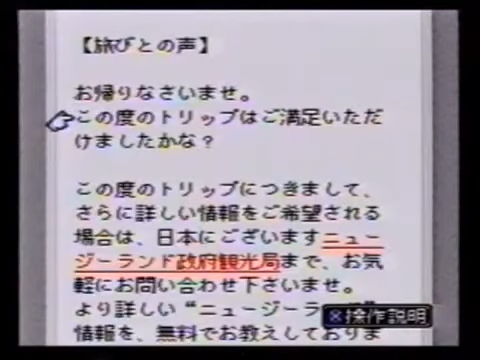 【旅びとの声】
お帰りなさいませ。
この度のトリップはご満足いただ
けましたかな？
この度のトリップにつきまして、
さらに詳しい情報をご希望される
場合は、日本にございますニュー
ジーランド政府観光局まで、お気
軽にお問い合わせ下さいませ。
より詳しい“ニュージーラ
情報を、無料でお教えしておりま
※操作説明